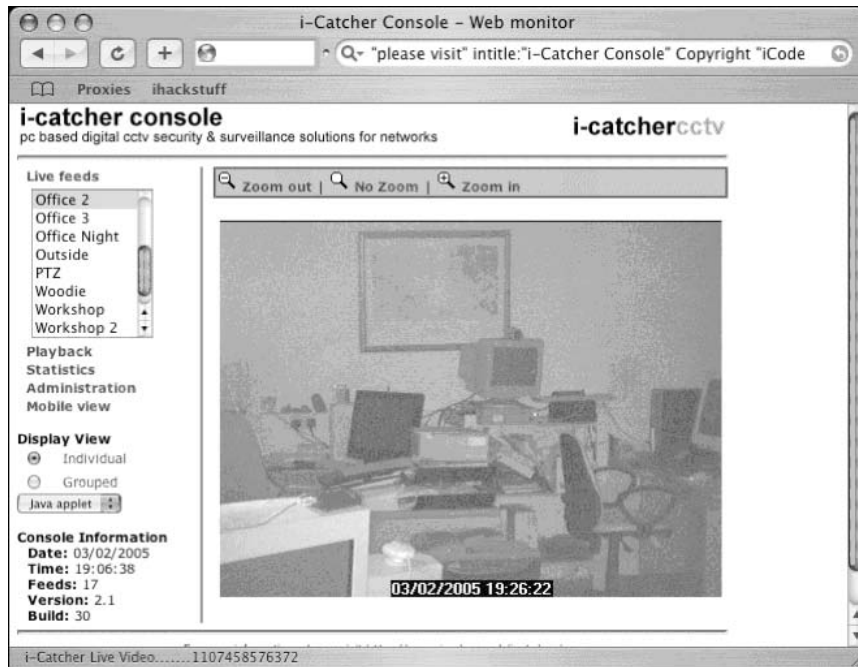 i-Catcher Console – Web monitor
"please visit" intitle:"i-Catcher Console" Copyright "iCode
Proxies ihackstuff
i-catcher console
pc based digital cctv security & surveillance solutions for networks
i-catchercctv
Live feeds
Office 2
Office 3
Office Night
Outside
PTZ
Woodie
Workshop
Workshop 2
Playback
Statistics
Administration
Mobile view
Display View
Individual
Grouped
Java applet
Console Information
Date: 03/02/2005
Time: 19:06:38
Feeds: 17
Version: 2.1
Build: 30
Zoom out | No Zoom | Zoom in
03/02/2005 19:26:22
i-Catcher Live Video.......1107458576372